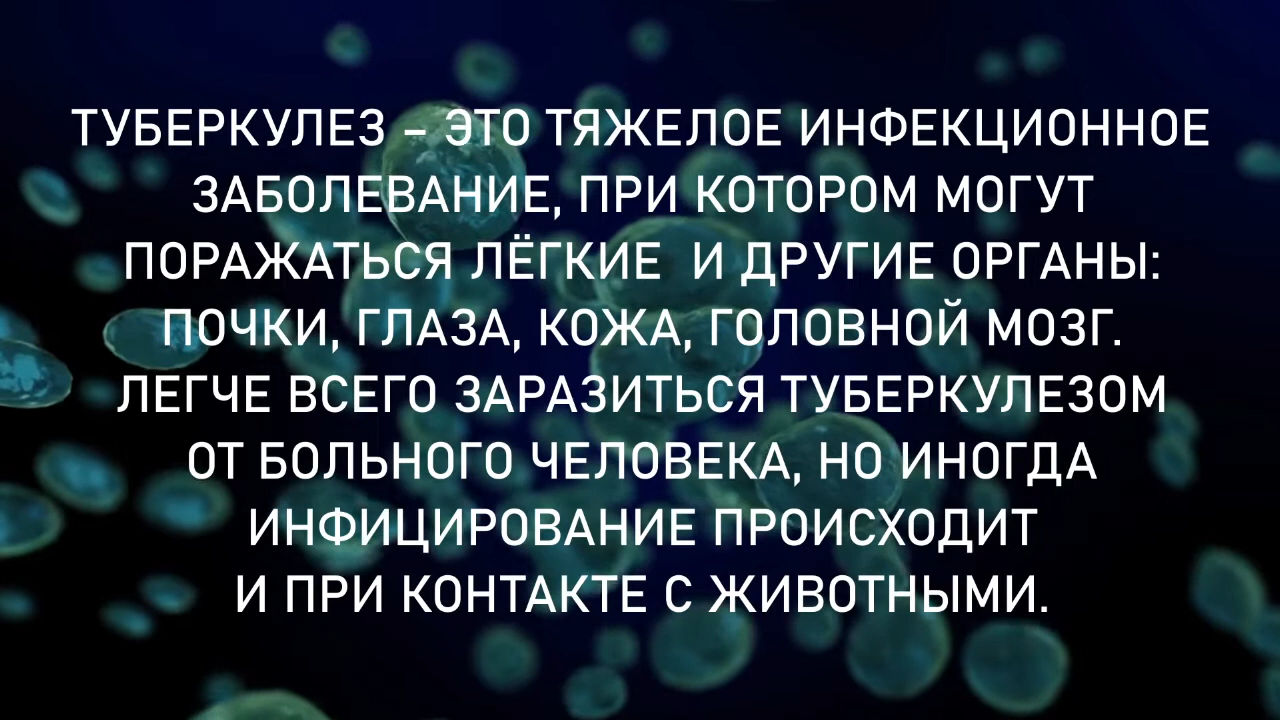 ТУБЕРКУЛЕЗ – ЭТО ТЯЖЕЛОЕ ИНФЕКЦИОННОЕ
ЗАБОЛЕВАНИЕ, ПРИ КОТОРОМ МОГУТ
ПОРАЖАТЬСЯ ЛЁГКИЕ  И ДРУГИЕ ОРГАНЫ:
ПОЧКИ, ГЛАЗА, КОЖА, ГОЛОВНОЙ МОЗГ.
ЛЕГЧЕ ВСЕГО ЗАРАЗИТЬСЯ ТУБЕРКУЛЕЗОМ
ОТ БОЛЬНОГО ЧЕЛОВЕКА, НО ИНОГДА
ИНФИЦИРОВАНИЕ ПРОИСХОДИТ
И ПРИ КОНТАКТЕ С ЖИВОТНЫМИ.